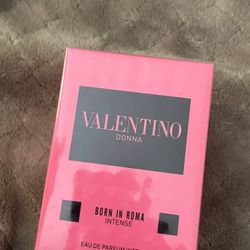 VALENTINO
DONNA
BORN IN ROMA
INTENSE
EAU DE PARFUM